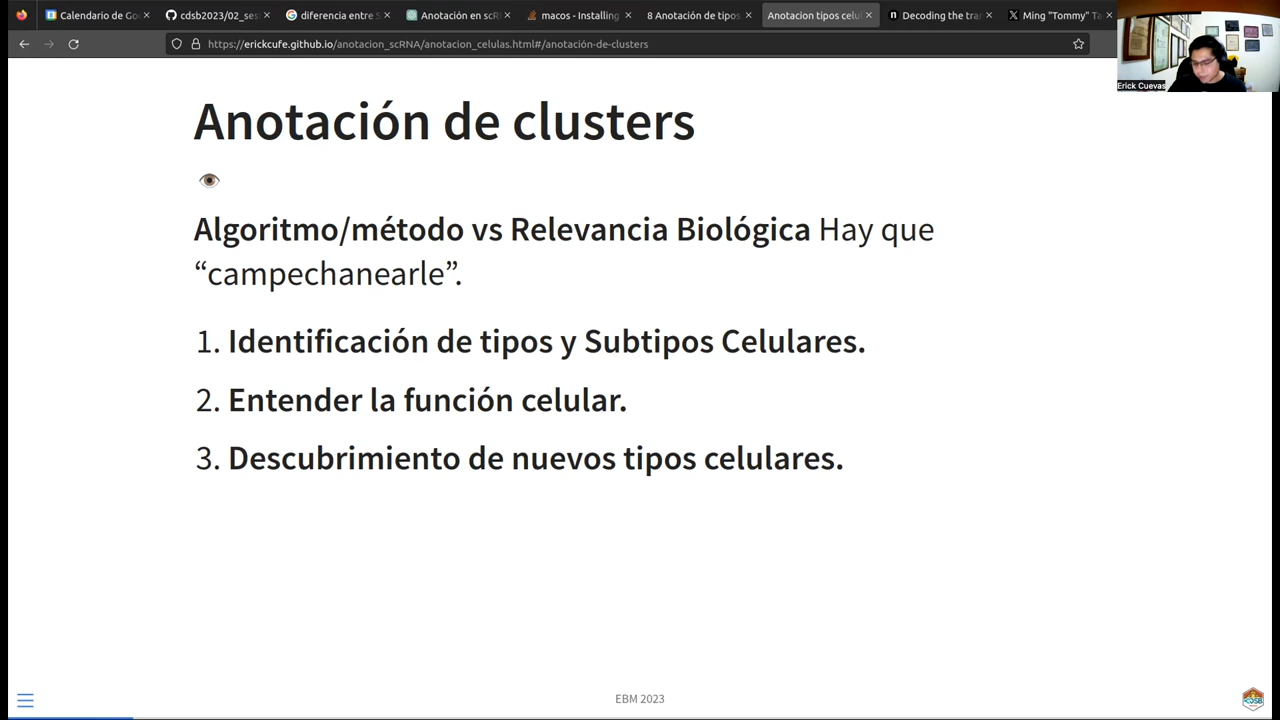 Calendario de Go
cdsb2023/02_ses
diferencia entre S
Anotación en scRI
macos - Installing
8 Anotación de tipos
Anotacion tipos celul
Decoding the tra
Ming "Tommy" Ta
https://erickcufe.github.io/anotacion_scRNA/anotacion_celulas.html#/anotación-de-clusters
Erick Cuevas
Anotación de clusters
Algoritmo/método vs Relevancia Biológica Hay que
“campechanearle”.
1. Identificación de tipos y Subtipos Celulares.
2. Entender la función celular.
3. Descubrimiento de nuevos tipos celulares.
EBM 2023
CDSB